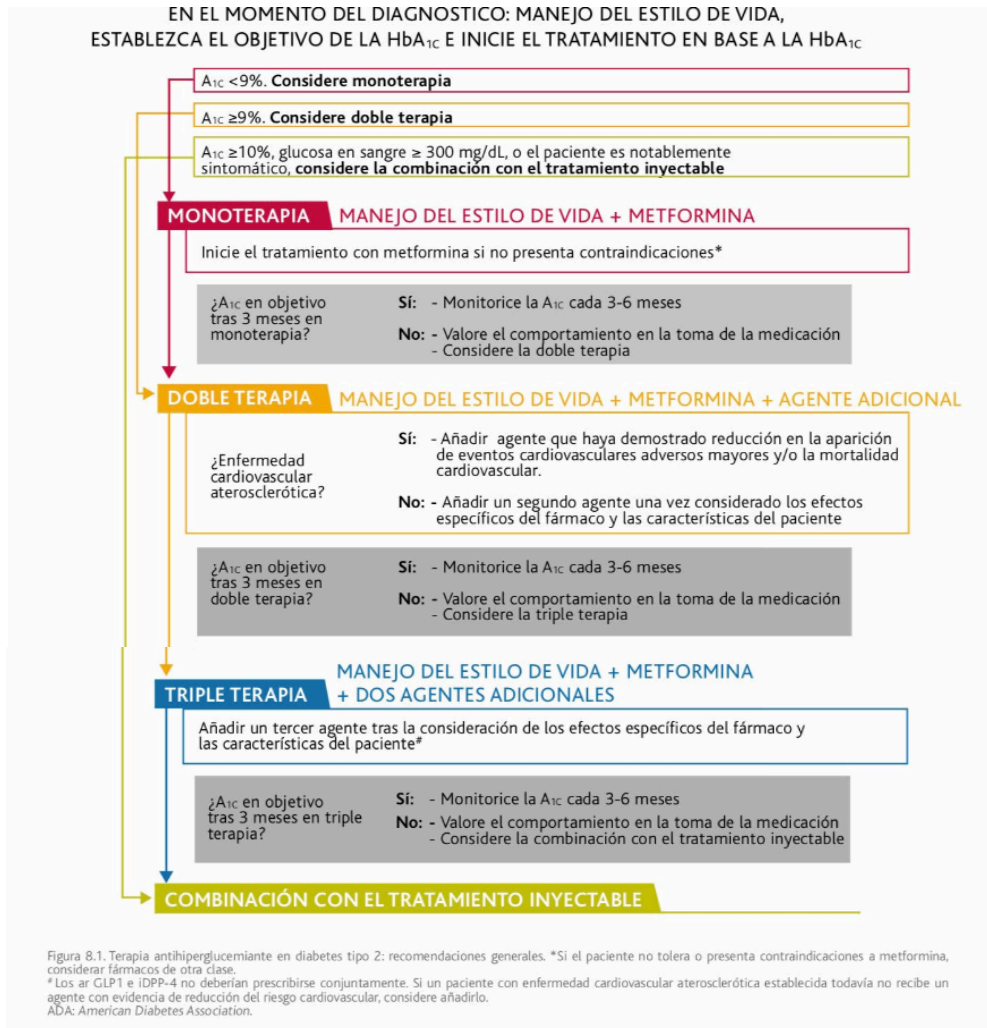 EN EL MOMENTO DEL DIAGNOSTICO: MANEJO DEL ESTILO DE VIDA,
ESTABLEZCA EL OBJETIVO DE LA HbA1C E INICIE EL TRATAMIENTO EN BASE A LA HbA1C
A1C <9%. Considere monoterapia
A1C ≥9%. Considere doble terapia
A1C ≥10%, glucosa en sangre ≥ 300 mg/dL, o el paciente es notablemente
sintomático, considere la combinación con el tratamiento inyectable
MONOTERAPIA MANEJO DEL ESTILO DE VIDA + METFORMINA
Inicie el tratamiento con metformina si no presenta contraindicaciones*
¿A1C en objetivo
tras 3 meses en
monoterapia?
Sí: - Monitorice la A1C cada 3-6 meses
No: - Valore el comportamiento en la toma de la medicación
- Considere la doble terapia
DOBLE TERAPIA MANEJO DEL ESTILO DE VIDA + METFORMINA + AGENTE ADICIONAL
¿Enfermedad
cardiovascular
aterosclerótica?
Sí: - Añadir agente que haya demostrado reducción en la aparición
de eventos cardiovasculares adversos mayores y/o la mortalidad
cardiovascular.
No: - Añadir un segundo agente una vez considerado los efectos
específicos del fármaco y las características del paciente
¿A1C en objetivo
tras 3 meses en
doble terapia?
Sí: - Monitorice la A1C cada 3-6 meses
No: - Valore el comportamiento en la toma de la medicación
- Considere la triple terapia
TRIPLE TERAPIA
MANEJO DEL ESTILO DE VIDA + METFORMINA
+ DOS AGENTES ADICIONALES
Añadir un tercer agente tras la consideración de los efectos específicos del fármaco y
las características del paciente#
¿A1C en objetivo
tras 3 meses en triple
terapia?
Sí: - Monitorice la A1C cada 3-6 meses
No: - Valore el comportamiento en la toma de la medicación
- Considere la combinación con el tratamiento inyectable
COMBINACIÓN CON EL TRATAMIENTO INYECTABLE
Figura 8.1. Terapia antihiperglucemiante en diabetes tipo 2: recomendaciones generales. *Si el paciente no tolera o presenta contraindicaciones a metformina,
considerar fármacos de otra clase.
# Los ar GLP1 e iDPP-4 no deberían prescribirse conjuntamente. Si un paciente con enfermedad cardiovascular aterosclerótica establecida todavía no recibe un
agente con evidencia de reducción del riesgo cardiovascular, considere añadirlo.
ADA: American Diabetes Association.